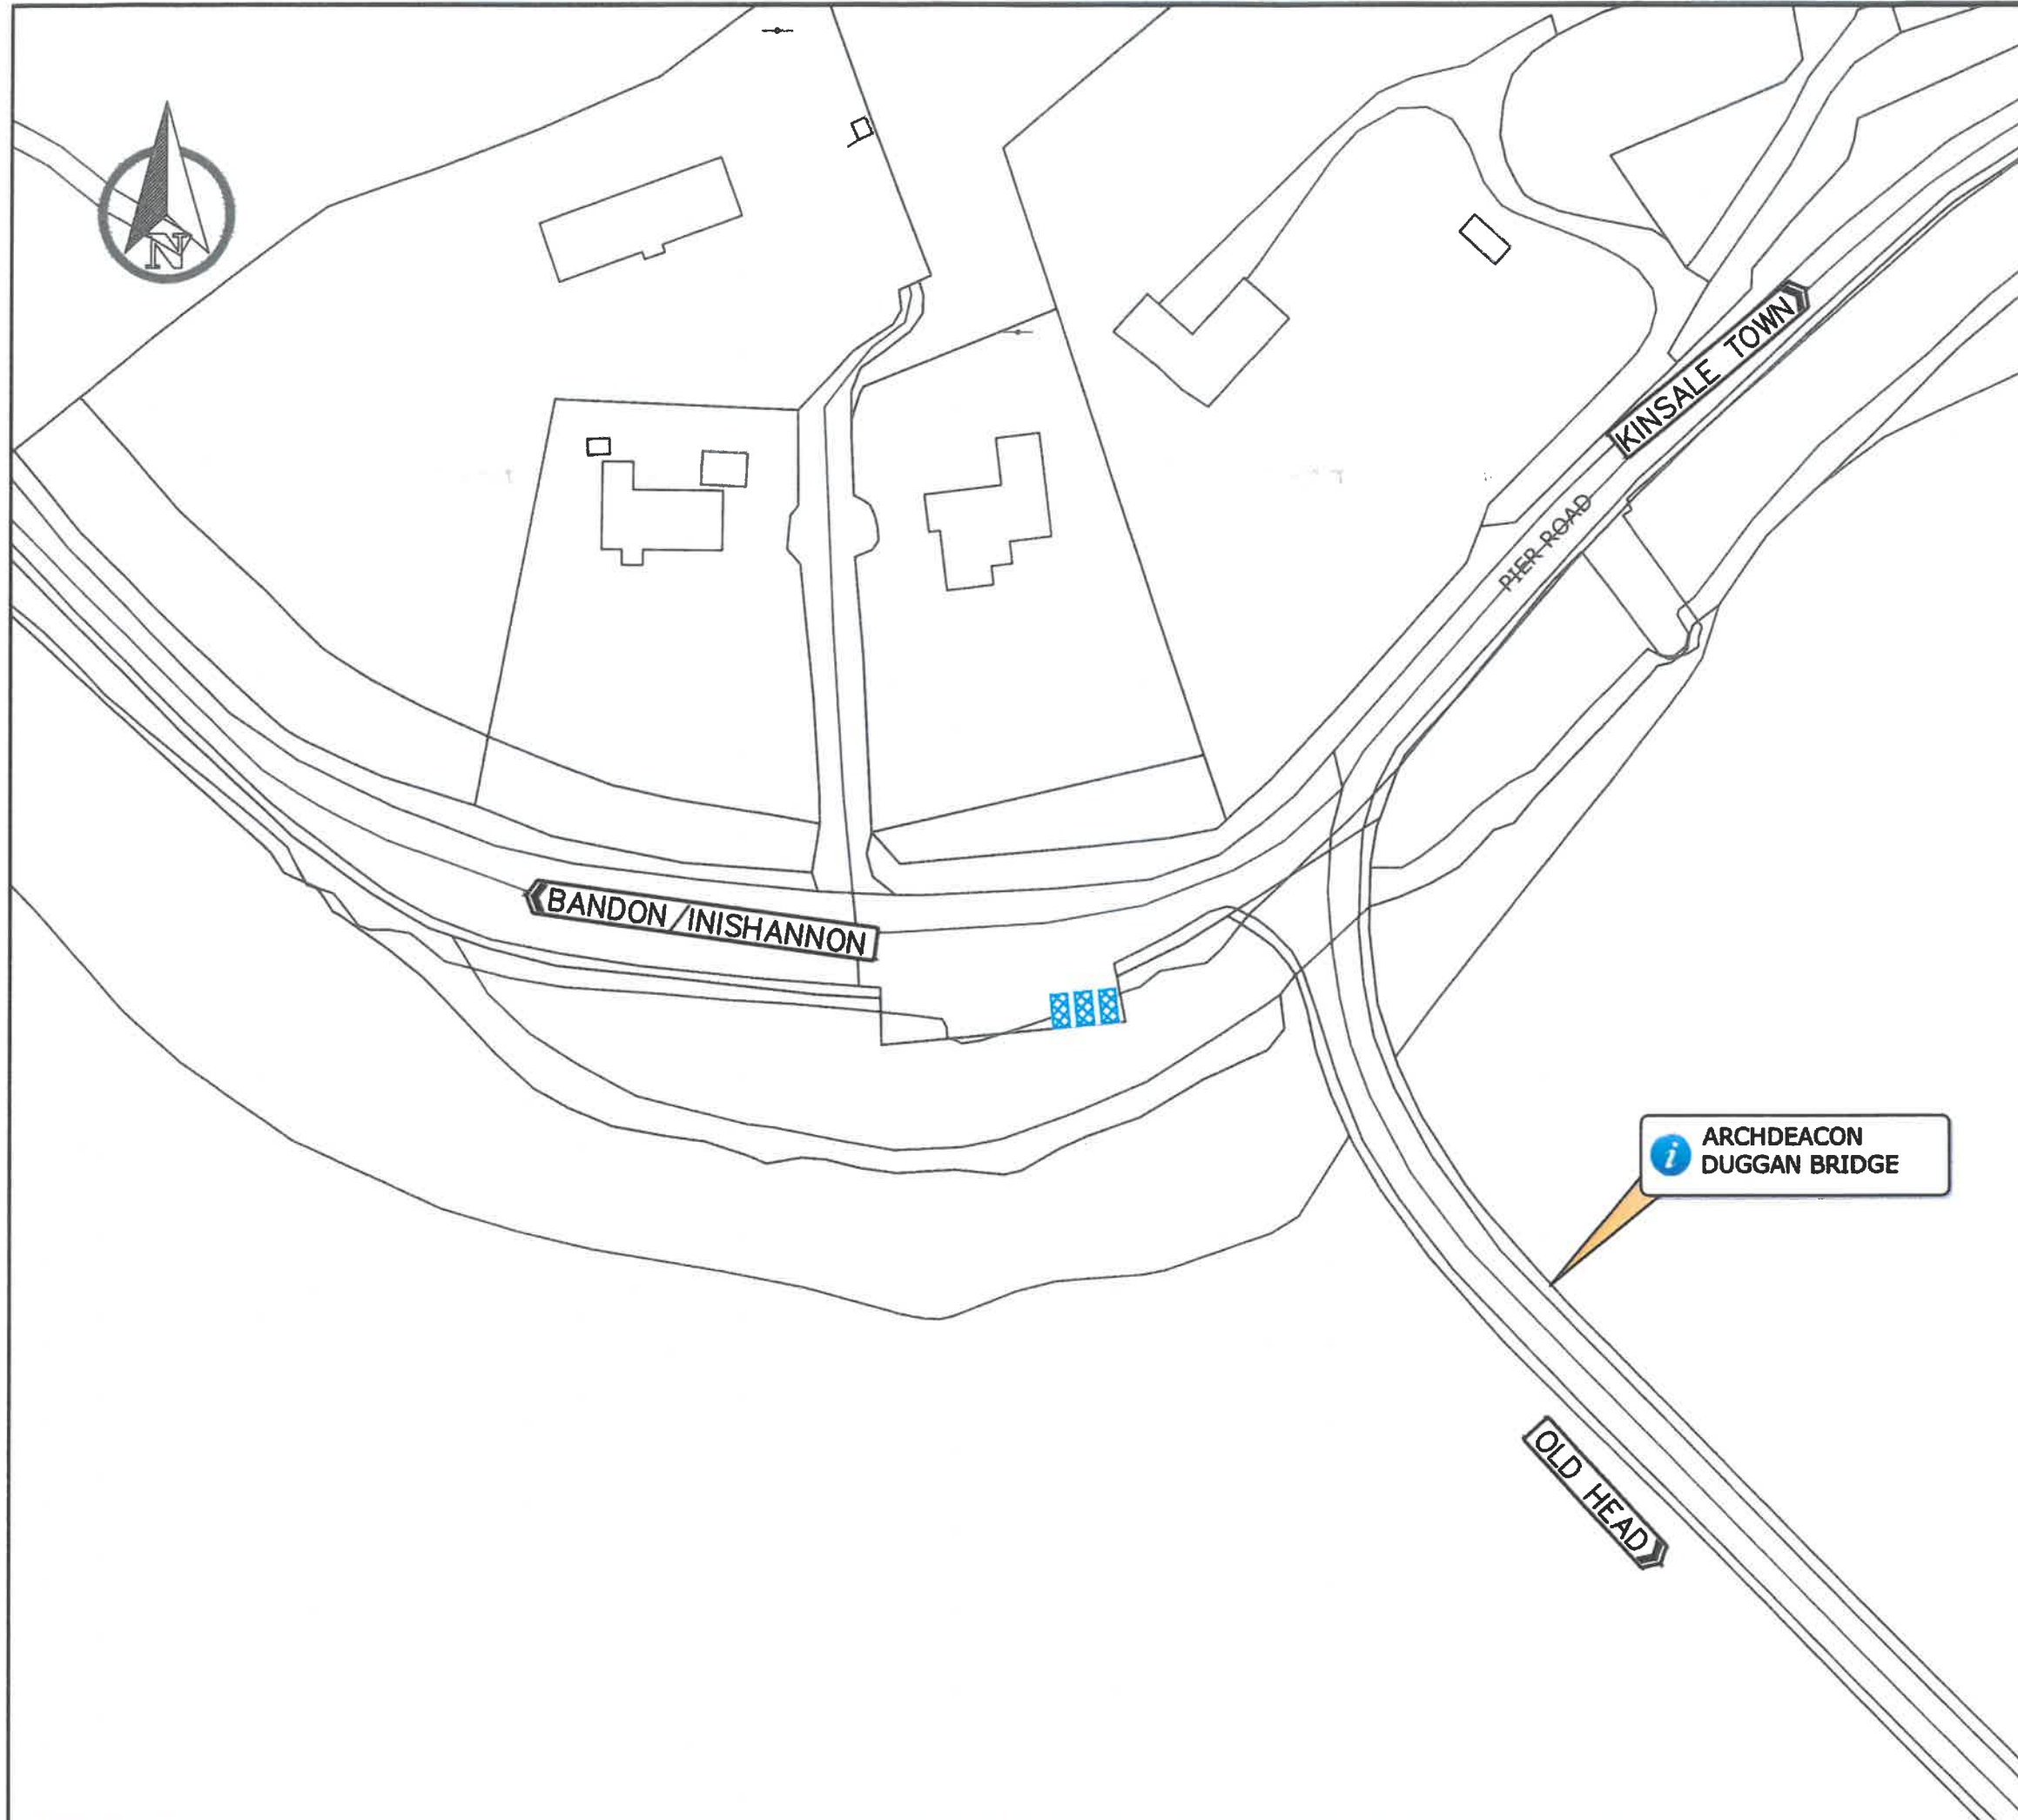 N
KINSALE TOWN
PIER ROAD
BANDON /INISHANNON
i
ARCHDEACON
DUGGAN BRIDGE
OLD HEAD